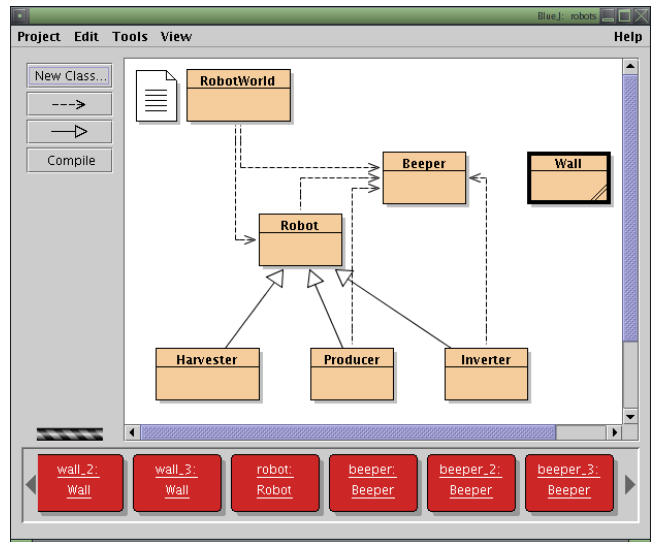 BlueJ: robots
Project Edit Tools View Help
New Class...
Compile
RobotWorld
Beeper
Wall
Robot
Harvester
Producer
Inverter
wall_2:
Wall
wall_3:
Wall
robot:
Robot
beeper:
Beeper
beeper_2:
Beeper
beeper_3:
Beeper